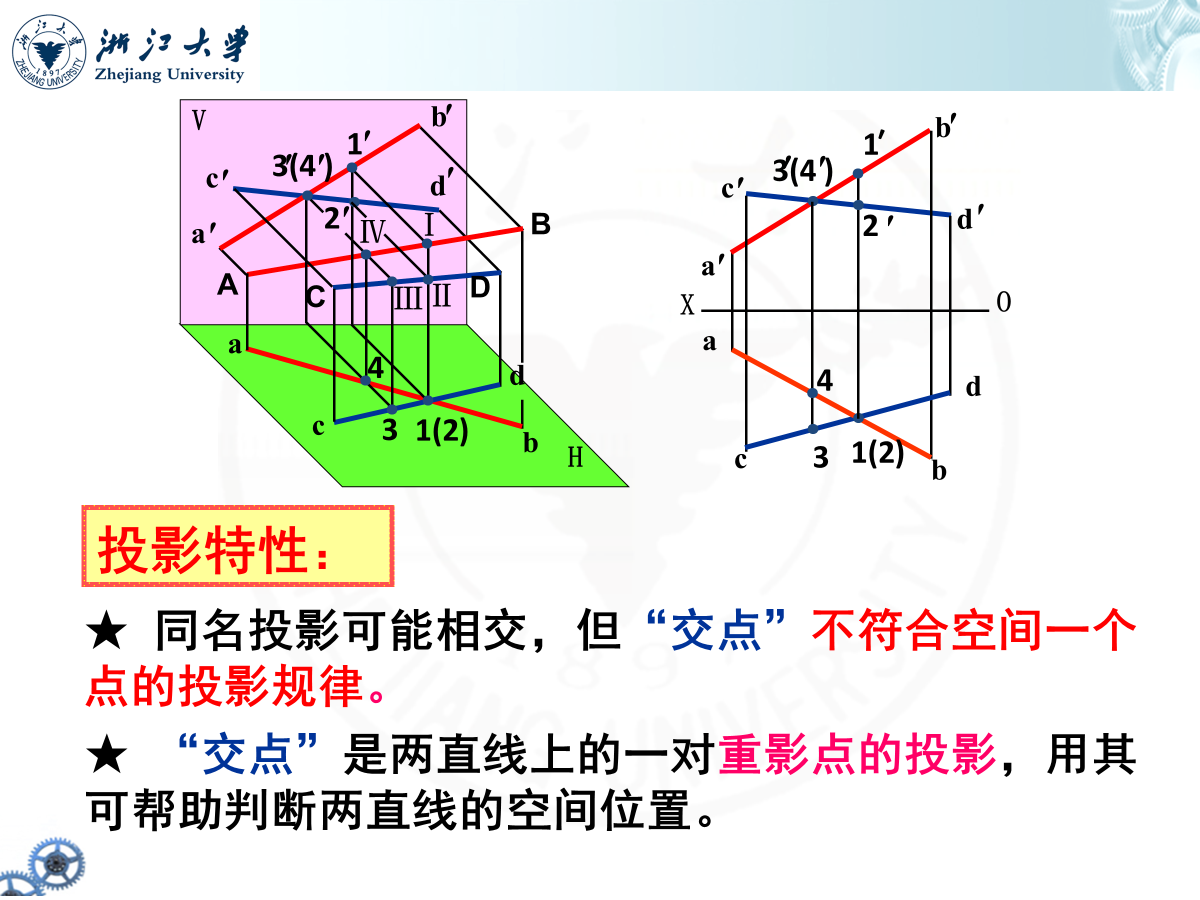 浙江大学
Zhejiang University
ZHEJIANG UNIVERSITY
1897
V
b′
1′
3′(4′)
c′
d′
2′
a′
Ⅳ
Ⅰ
B
A
C
Ⅲ
Ⅱ
D
a
4
d
c
3
1(2)
b
H
b′
1′
3′(4′)
c′
2′
d′
a′
X
O
a
4
d
c
3
1(2)
b
投影特性：
★ 同名投影可能相交，但“交点”不符合空间一个
点的投影规律。
★ “交点”是两直线上的一对重影点的投影，用其
可帮助判断两直线的空间位置。